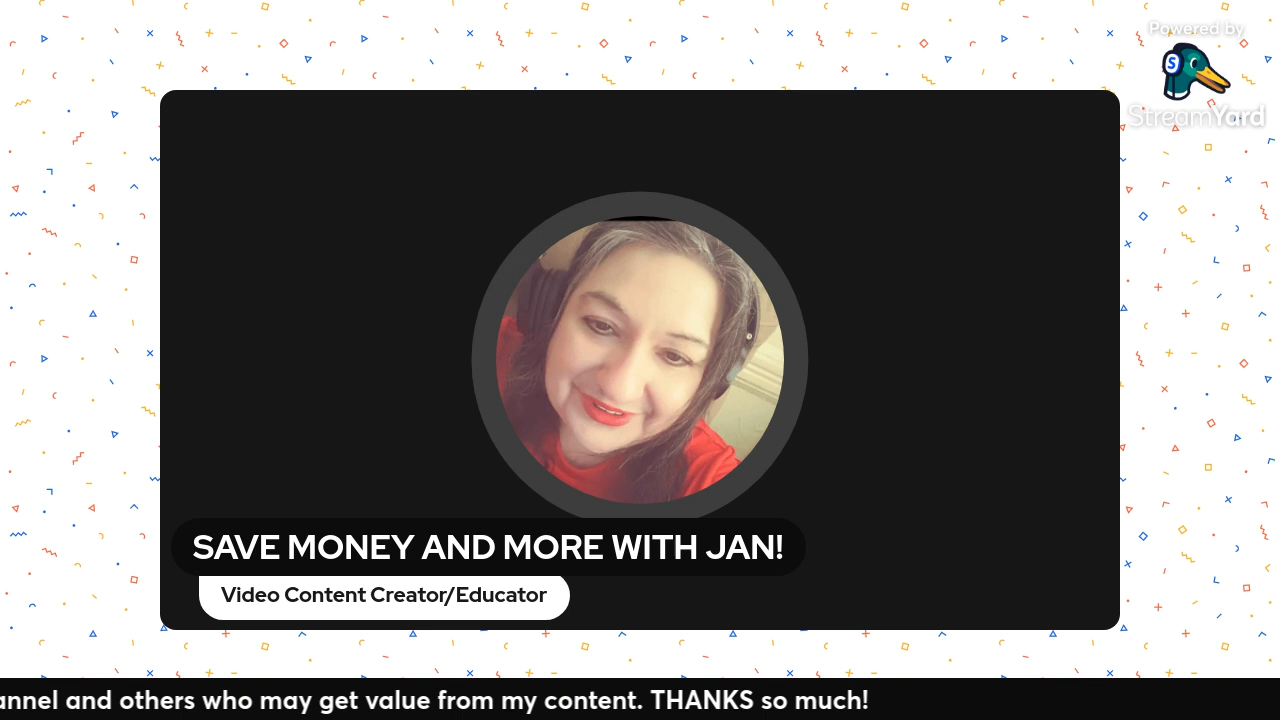 Powered by
S
StreamYard
SAVE MONEY AND MORE WITH JAN!
Video Content Creator/Educator
annel and others who may get value from my content. THANKS so much!